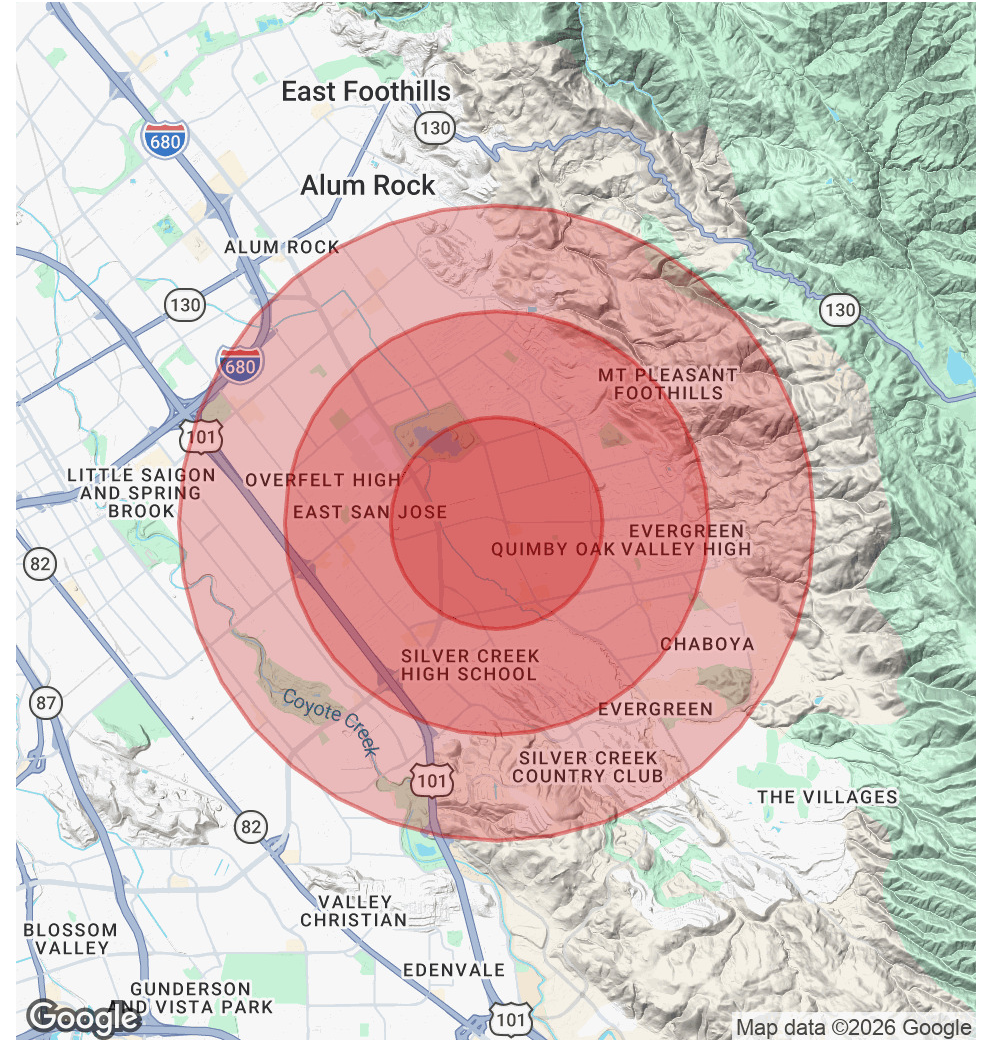 East Foothills
130
680
Alum Rock
ALUM ROCK
130
130
680
MT PLEASANT
FOOTHILLS
101
LITTLE SAIGON
AND SPRING
BROOK
OVERFELT HIGH
EAST SAN JOSE
EVERGREEN
VALLEY HIGH
QUIMBY OAK
82
CHABOYA
SILVER CREEK
HIGH SCHOOL
87
Coyote Creek
EVERGREEN
SILVER CREEK
COUNTRY CLUB
101
THE VILLAGES
82
VALLEY
CHRISTIAN
BLOSSOM
VALLEY
EDENVALE
GUNDERSON
AND VISTA PARK
101
Google
Map data ©2026 Google